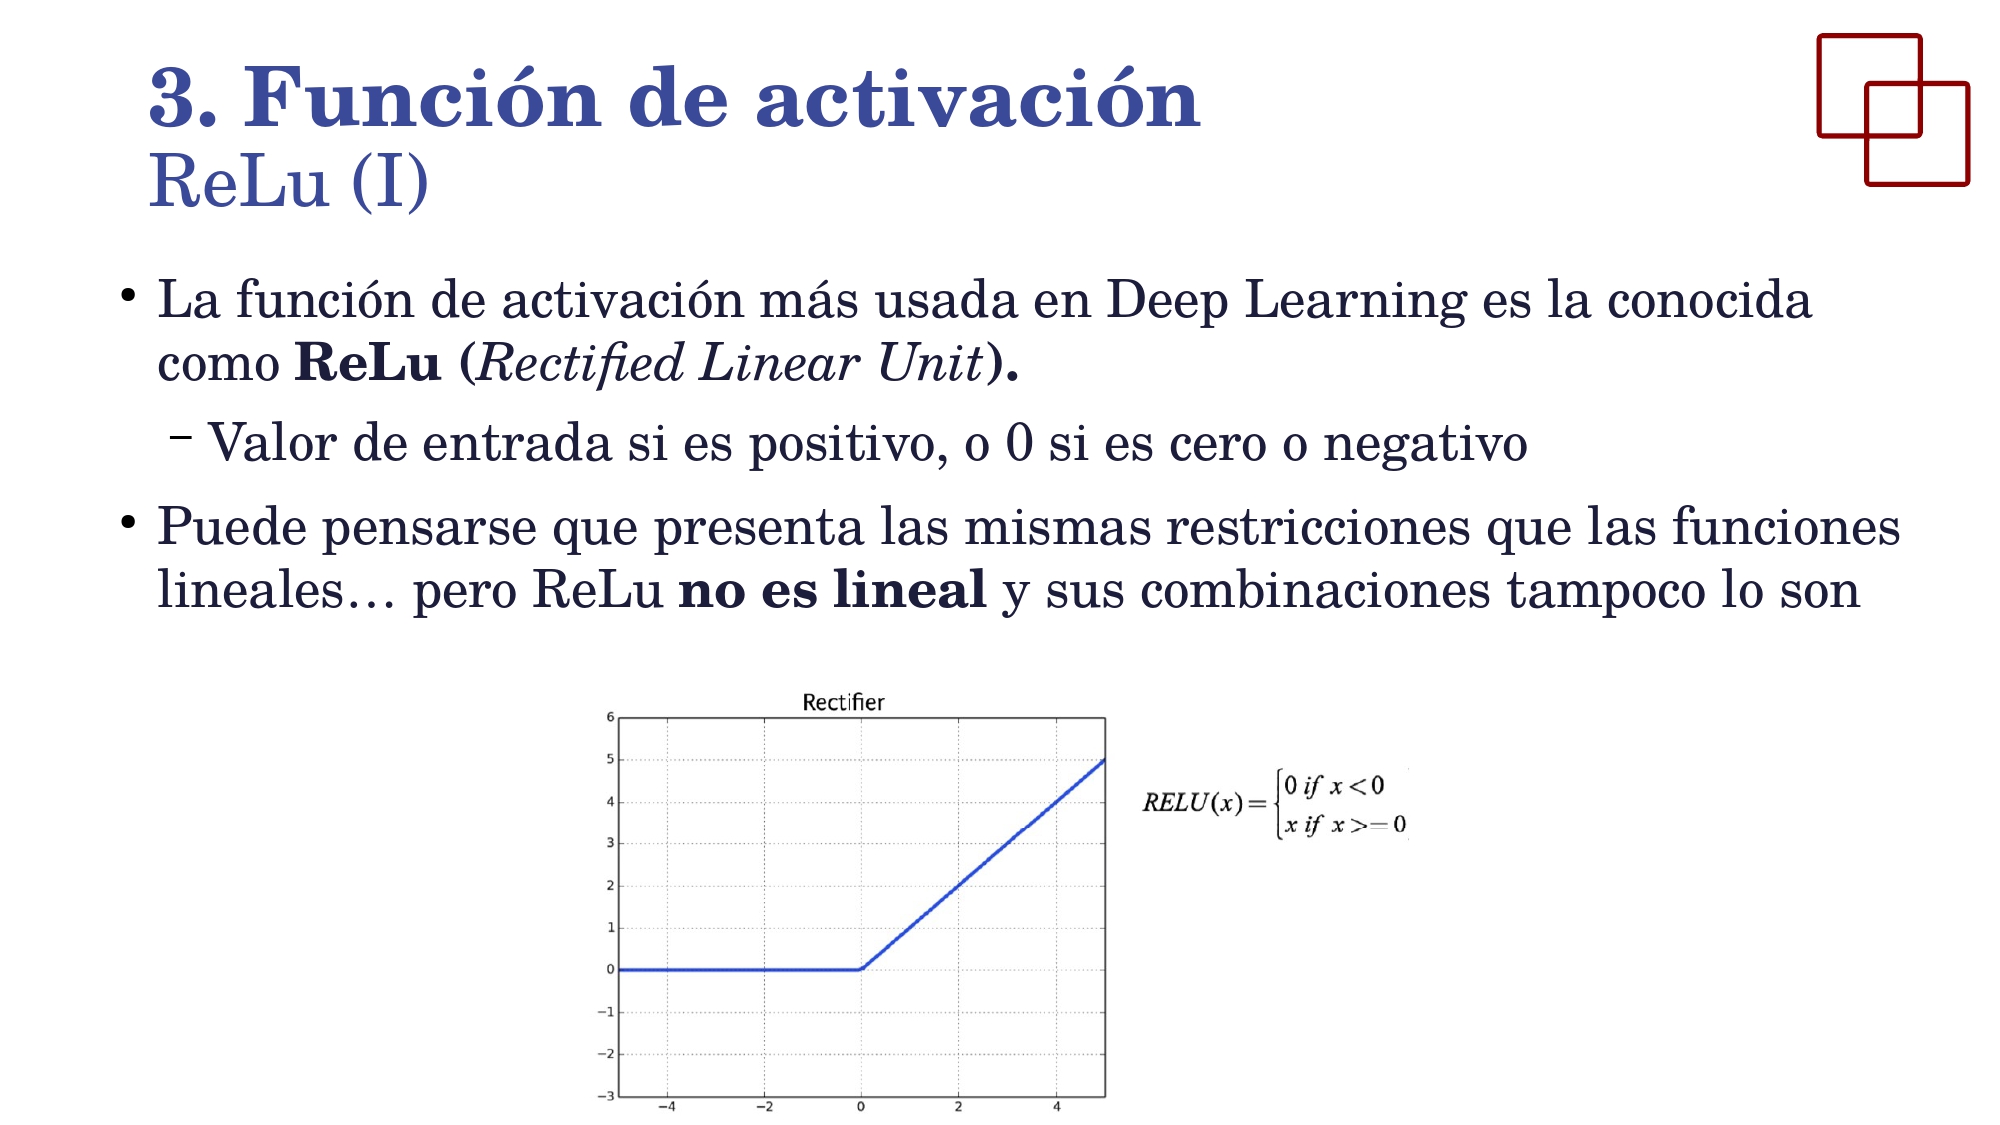 3. Función de activación
ReLu (I)
• La función de activación más usada en Deep Learning es la conocida
como ReLu (Rectified Linear Unit).
– Valor de entrada si es positivo, o 0 si es cero o negativo
• Puede pensarse que presenta las mismas restricciones que las funciones
lineales… pero ReLu no es lineal y sus combinaciones tampoco lo son
Rectifier
6
5
4
3
2
1
0
−1
−2
−3
−4 −2 0 2 4
RELU(x)= { 0 if x<0
x if x>=0